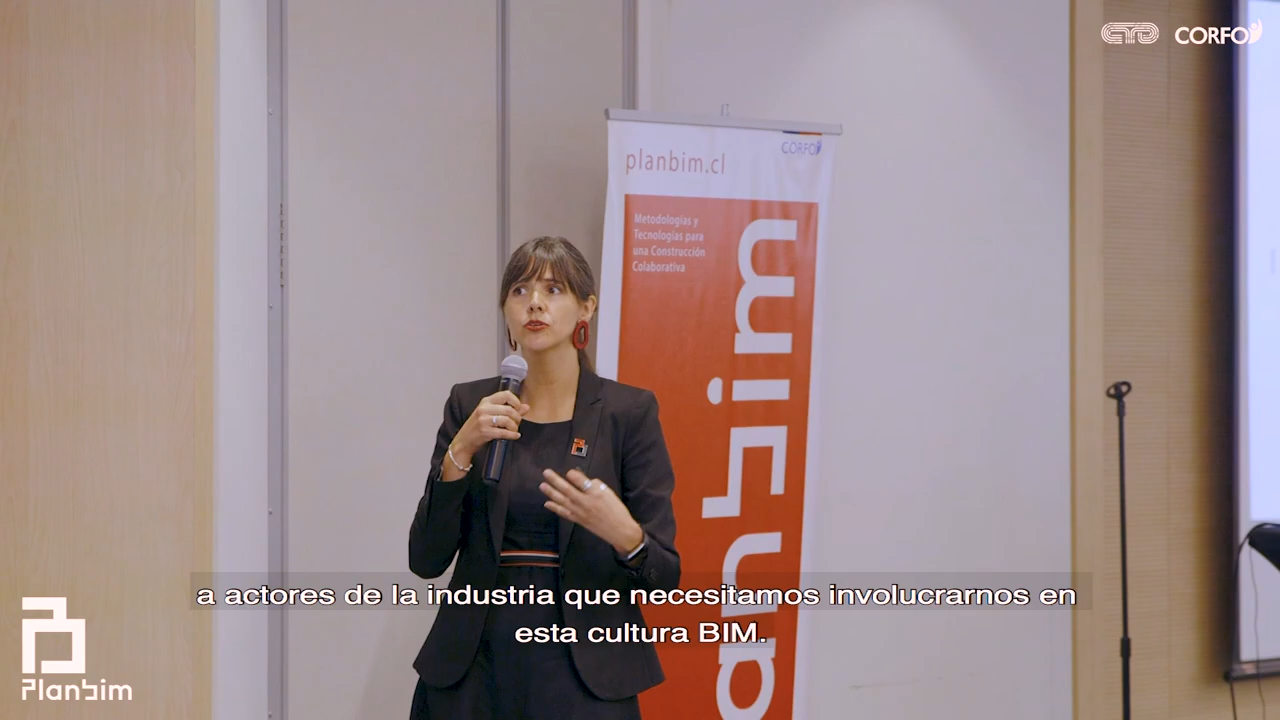 CTD
CORFO
CORFO
planbim.cl
Metodologías y
Tecnologías para
una Construcción
Colaborativa
anbim
a actores de la industria que necesitamos involucrarnos en
esta cultura BIM.
Planbim